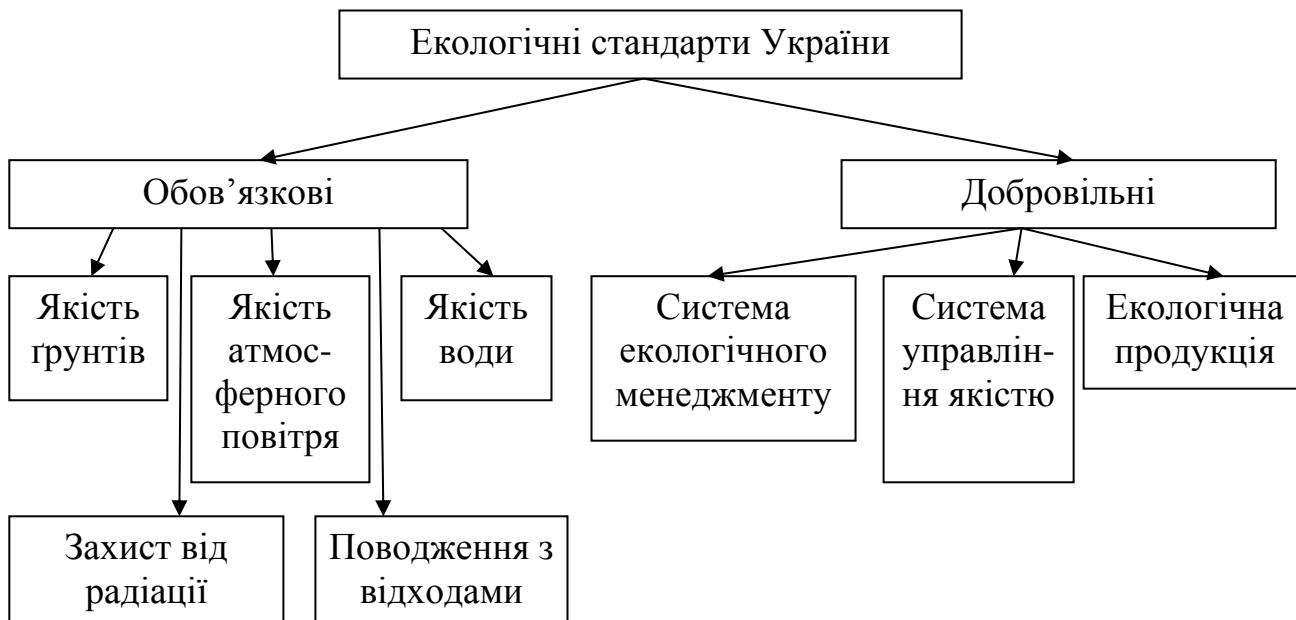 Екологічні стандарти України
Обов’язкові
Добровільні
Якість
ґрунтів
Якість
атмос-
ферного
повітря
Якість
води
Система
екологічного
менеджменту
Система
управлін-
ня якістю
Екологічна
продукція
Захист від
радіації
Поводження з
відходами